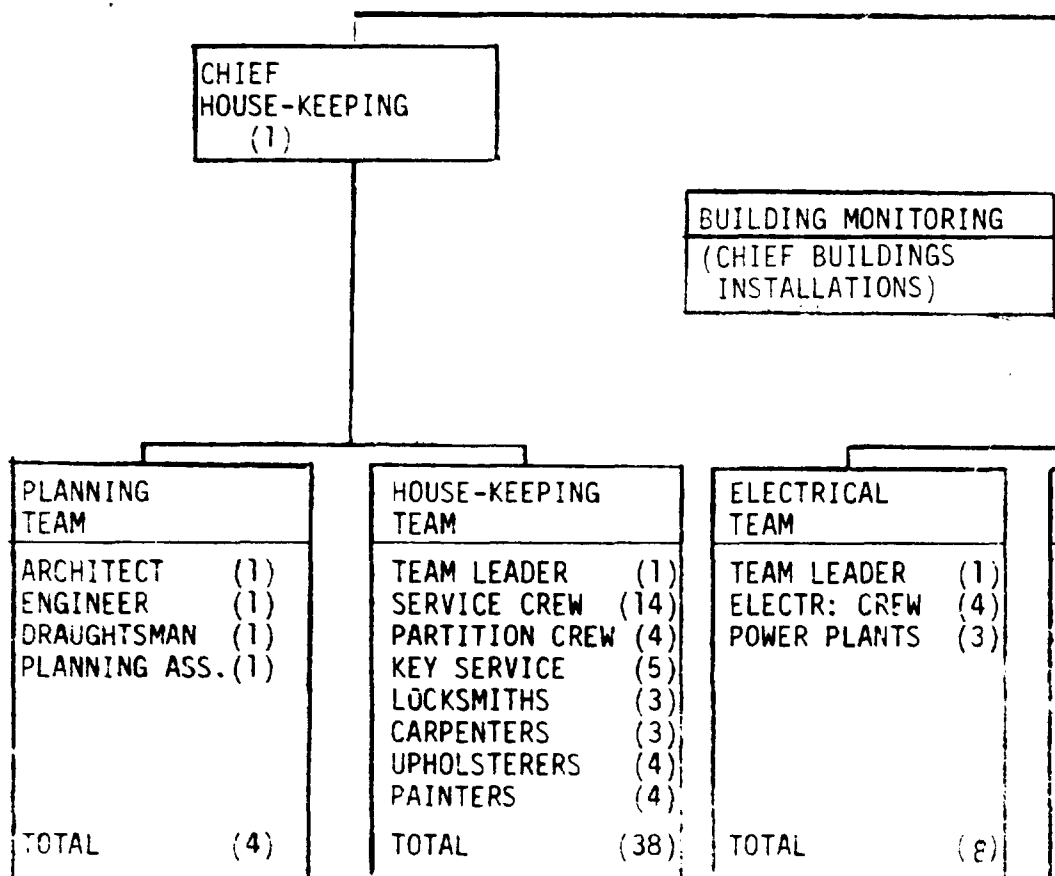 CHIEF
HOUSE-KEEPING
(1)
BUILDING MONITORING
(CHIEF BUILDINGS
INSTALLATIONS)
PLANNING
TEAM
ARCHITECT (1)
ENGINEER (1)
DRAUGHTSMAN (1)
PLANNING ASS. (1)
TOTAL (4)
HOUSE-KEEPING
TEAM
TEAM LEADER (1)
SERVICE CREW (14)
PARTITION CREW (4)
KEY SERVICE (5)
LOCKSMITHS (3)
CARPENTERS (3)
UPHOLSTERERS (4)
PAINTERS (4)
TOTAL (38)
ELECTRICAL
TEAM
TEAM LEADER (1)
ELECTR: CREW (4)
POWER PLANTS (3)
TOTAL (8)